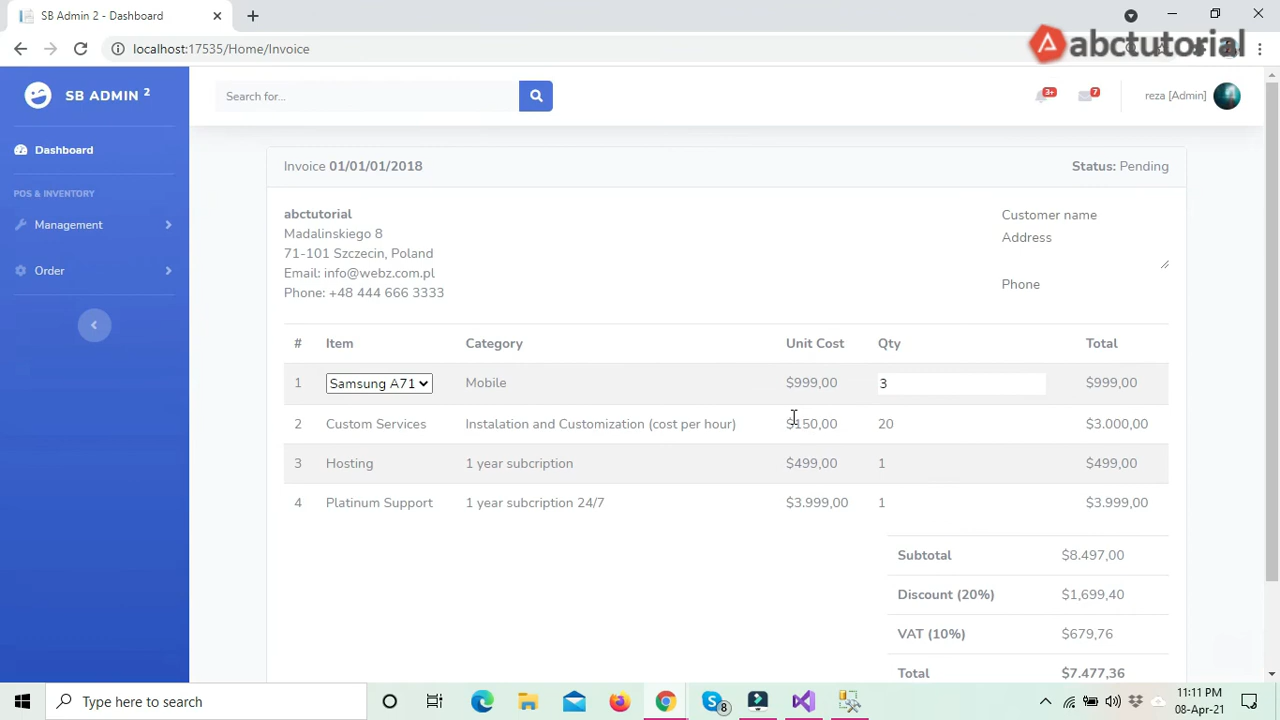 SB Admin 2 - Dashboard
localhost:17535/Home/Invoice
abctutorial
SB ADMIN 2
Search for...
3+
7
reza [Admin]
Dashboard
POS & INVENTORY
Management
Order
Invoice 01/01/01/2018
Status: Pending
abctutorial
Madalinskiego 8
71-101 Szczecin, Poland
Email: info@webz.com.pl
Phone: +48 444 666 3333
Customer name
Address
Phone
# Item Category Unit Cost Qty Total
1 Samsung A71 Mobile $999,00 3 $999,00
2 Custom Services Instalation and Customization (cost per hour) $150,00 20 $3.000,00
3 Hosting 1 year subcription $499,00 1 $499,00
4 Platinum Support 1 year subcription 24/7 $3.999,00 1 $3.999,00
Subtotal $8.497,00
Discount (20%) $1,699,40
VAT (10%) $679,76
Total $7.477,36
Type here to search
8
11:11 PM
08-Apr-21